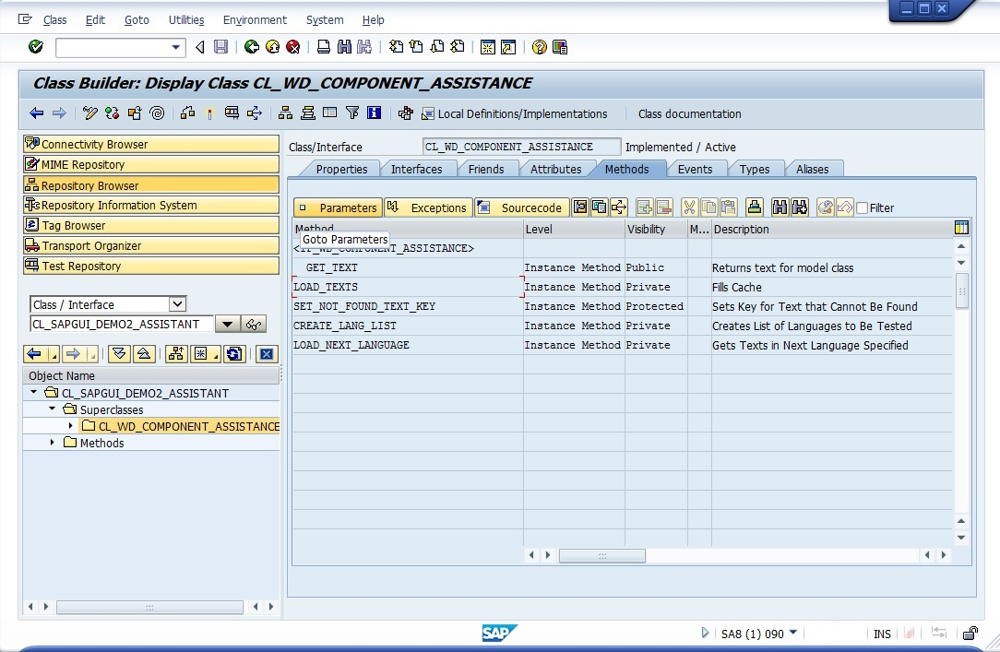 Class Edit Goto Utilities Environment System Help
Class Builder: Display Class CL_WD_COMPONENT_ASSISTANCE
Local Definitions/Implementations Class documentation
Connectivity Browser
MIME Repository
Repository Browser
Repository Information System
Tag Browser
Transport Organizer
Test Repository
Class / Interface
CL_SAPGUI_DEMO2_ASSISTANT
Object Name
CL_SAPGUI_DEMO2_ASSISTANT
Superclasses
CL_WD_COMPONENT_ASSISTANCE
Methods
Class/Interface CL_WD_COMPONENT_ASSISTANCE Implemented / Active
Properties Interfaces Friends Attributes Methods Events Types Aliases
Parameters Exceptions Sourcecode Filter
Method Level Visibility M... Description
Goto Parameters
<IF_WD_COMPONENT_ASSISTANCE>
GET_TEXT Instance Method Public Returns text for model class
LOAD_TEXTS Instance Method Private Fills Cache
SET_NOT_FOUND_TEXT_KEY Instance Method Protected Sets Key for Text that Cannot Be Found
CREATE_LANG_LIST Instance Method Private Creates List of Languages to Be Tested
LOAD_NEXT_LANGUAGE Instance Method Private Gets Texts in Next Language Specified
SAP
SA8 (1) 090 INS